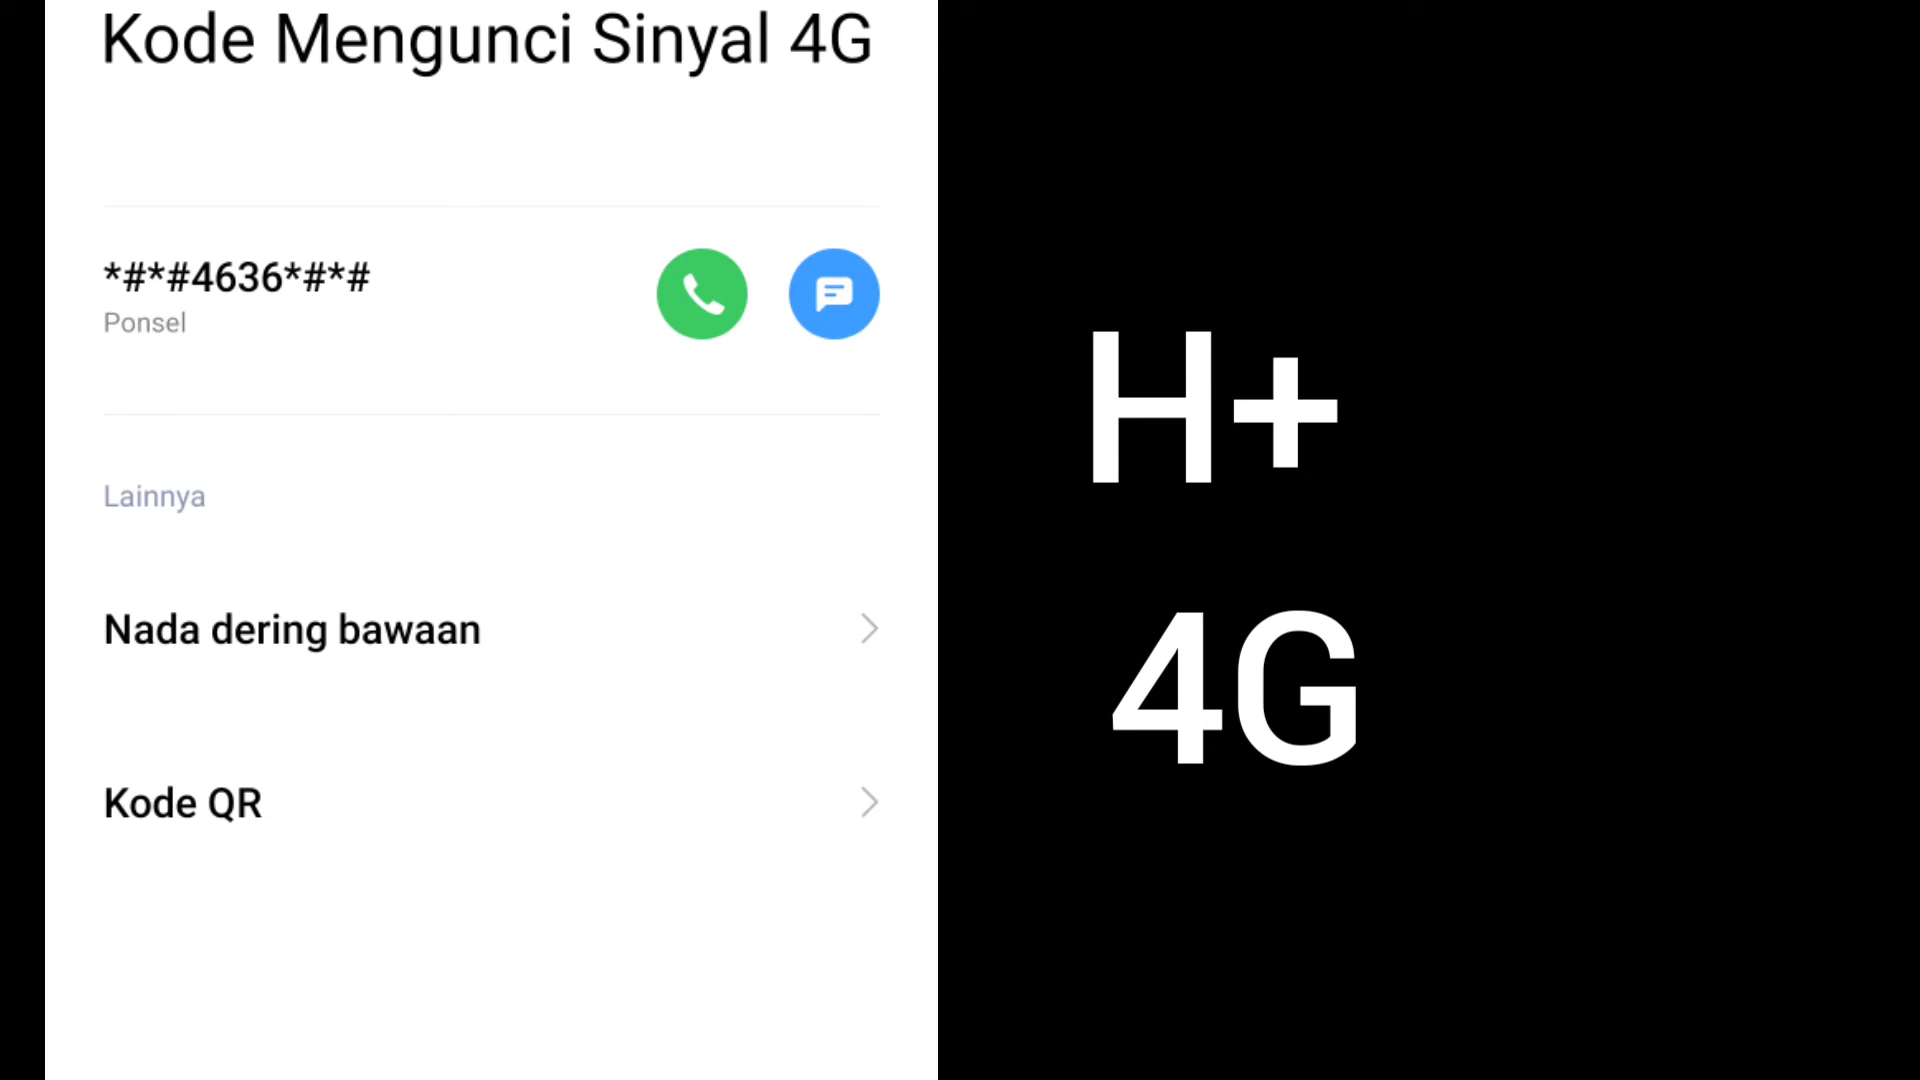 Kode Mengunci Sinyal 4G
*#*#4636*#*#
Ponsel
Lainnya
Nada dering bawaan
Kode QR
H+
4G